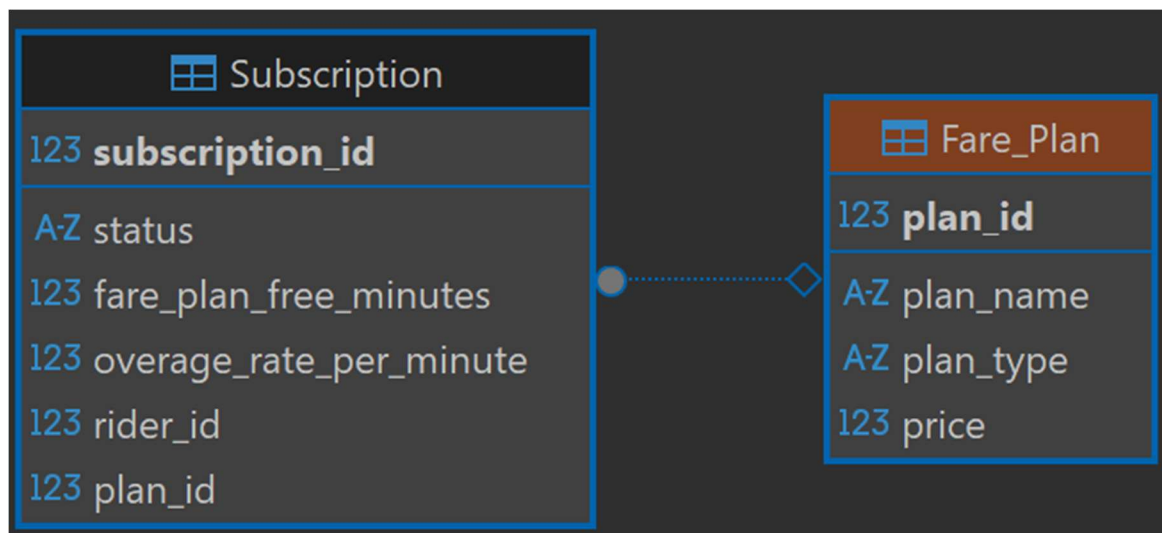 Subscription
123 subscription_id
A-Z status
123 fare_plan_free_minutes
123 overage_rate_per_minute
123 rider_id
123 plan_id
Fare_Plan
123 plan_id
A-Z plan_name
A-Z plan_type
123 price